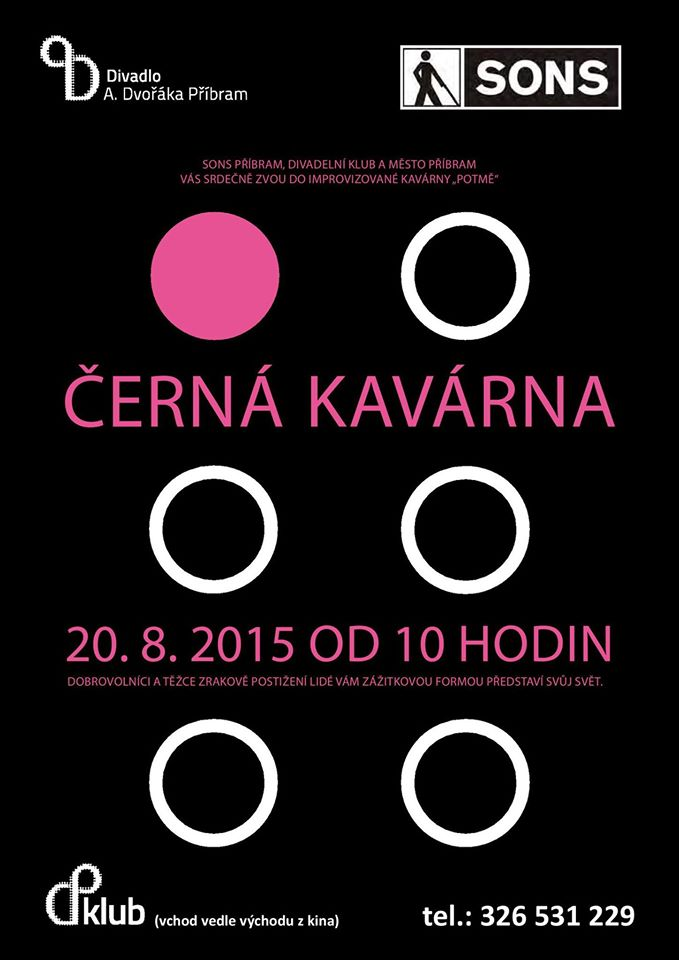 Divadlo
A. Dvořáka Příbram
SONS
SONS PŘÍBRAM, DIVADELNÍ KLUB A MĚSTO PŘÍBRAM
VÁS SRDEČNĚ ZVOU DO IMPROVIZOVANÉ KAVÁRNY „POTMĚ“
ČERNÁ KAVÁRNA
20. 8. 2015 OD 10 HODIN
DOBROVOLNÍCI A TĚŽCE ZRAKOVĚ POSTIŽENÍ LIDÉ VÁM ZÁŽITKOVOU FORMOU PŘEDSTAVÍ SVŮJ SVĚT.
klub (vchod vedle východu z kina)
tel.: 326 531 229